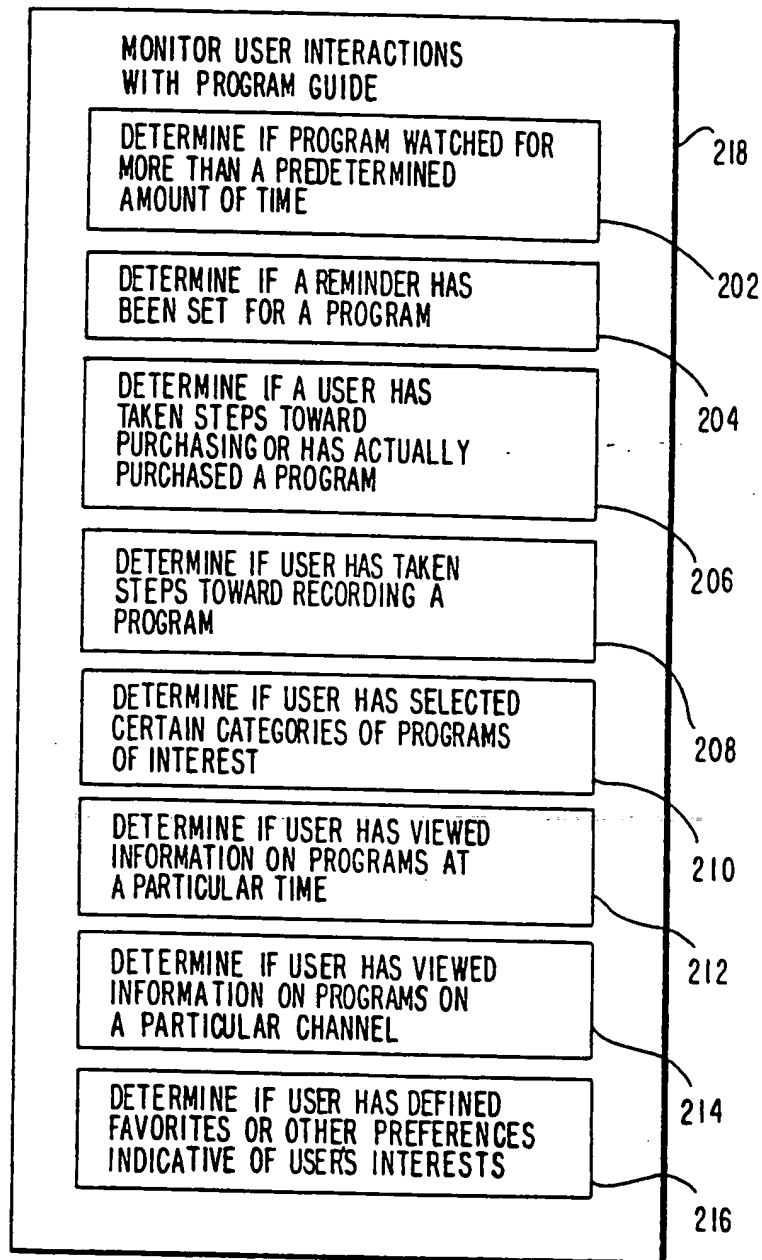 MONITOR USER INTERACTIONS
WITH PROGRAM GUIDE
DETERMINE IF PROGRAM WATCHED FOR
MORE THAN A PREDETERMINED
AMOUNT OF TIME
218
202
DETERMINE IF A REMINDER HAS
BEEN SET FOR A PROGRAM
204
DETERMINE IF A USER HAS
TAKEN STEPS TOWARD
PURCHASING OR HAS ACTUALLY
PURCHASED A PROGRAM
206
DETERMINE IF USER HAS TAKEN
STEPS TOWARD RECORDING A
PROGRAM
208
DETERMINE IF USER HAS SELECTED
CERTAIN CATEGORIES OF PROGRAMS
OF INTEREST
210
DETERMINE IF USER HAS VIEWED
INFORMATION ON PROGRAMS AT
A PARTICULAR TIME
212
DETERMINE IF USER HAS VIEWED
INFORMATION ON PROGRAMS ON
A PARTICULAR CHANNEL
214
DETERMINE IF USER HAS DEFINED
FAVORITES OR OTHER PREFERENCES
INDICATIVE OF USER'S INTERESTS
216